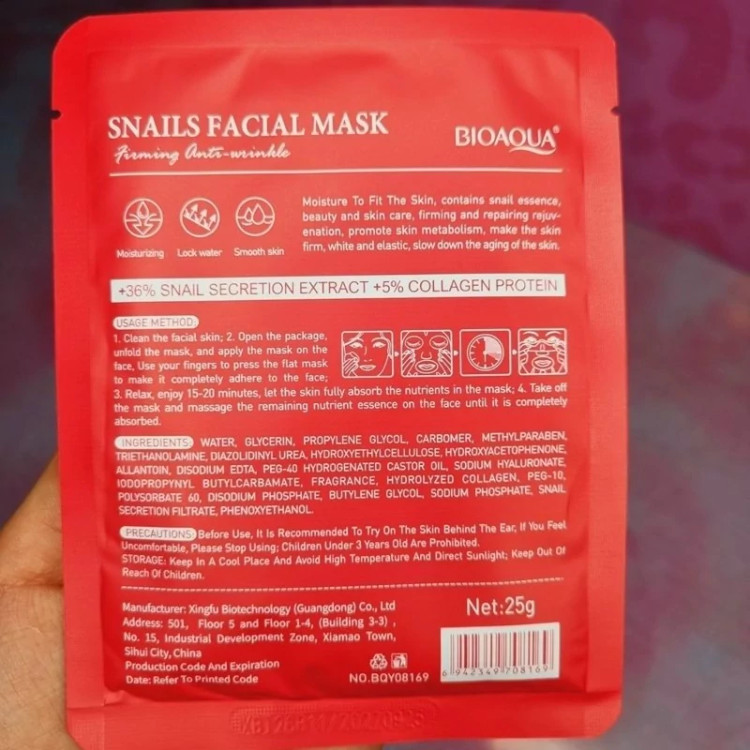 SNAILS FACIAL MASK
Firming Anti-wrinkle
BIOAQUA®
Moisturizing
Lock water
Smooth skin
Moisture To Fit The Skin, contains snail essence,
beauty and skin care, firming and repairing rejuv-
enation, promote skin metabolism, make the skin
firm, white and elastic, slow down the aging of the skin.
+36% SNAIL SECRETION EXTRACT +5% COLLAGEN PROTEIN
USAGE METHOD:
1. Clean the facial skin; 2. Open the package,
unfold the mask, and apply the mask on the
face, Use your fingers to press the flat mask
to make it completely adhere to the face;
3. Relax, enjoy 15-20 minutes, let the skin fully absorb the nutrients in the mask; 4. Take off
the mask and massage the remaining nutrient essence on the face until it is completely
absorbed.
INGREDIENTS: WATER, GLYCERIN, PROPYLENE GLYCOL, CARBOMER, METHYLPARABEN,
TRIETHANOLAMINE, DIAZOLIDINYL UREA, HYDROXYETHYLCELLULOSE, HYDROXYACETOPHENONE,
ALLANTOIN, DISODIUM EDTA, PEG-40 HYDROGENATED CASTOR OIL, SODIUM HYALURONATE,
IODOPROPYNYL BUTYLCARBAMATE, FRAGRANCE, HYDROLYZED COLLAGEN, PEG-10,
POLYSORBATE 60, DISODIUM PHOSPHATE, BUTYLENE GLYCOL, SODIUM PHOSPHATE, SNAIL
SECRETION FILTRATE, PHENOXYETHANOL.
PRECAUTIONS: Before Use, It Is Recommended To Try On The Skin Behind The Ear, If You Feel
Uncomfortable, Please Stop Using; Children Under 3 Years Old Are Prohibited.
STORAGE: Keep In A Cool Place And Avoid High Temperature And Direct Sunlight; Keep Out Of
Reach Of Children.
Manufacturer: Xingfu Biotechnology (Guangdong) Co., Ltd
Address: 501, Floor 5 and Floor 1-4, (Building 3-3) ,
No. 15, Industrial Development Zone, Xiamao Town,
Sihui City, China
Production Code And Expiration
Date: Refer To Printed Code
Net:25g
NO.BQY08169
6 942349 708169